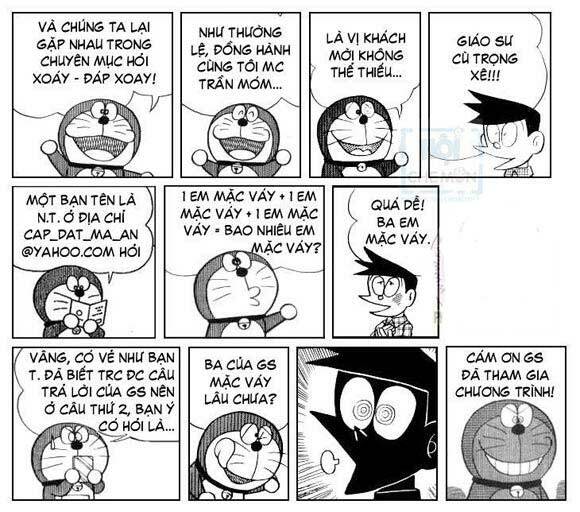 VÀ CHÚNG TA LẠI
GẶP NHAU TRONG
CHUYÊN MỤC HỎI
XOÁY - ĐÁP XOAY!
NHƯ THƯỜNG
LỆ, ĐỒNG HÀNH
CÙNG TÔI MC
TRẦN MÓM...
LÀ VỊ KHÁCH
MỜI KHÔNG
THỂ THIẾU...
GIÁO SƯ
CÙ TRỌNG
XÊ!!!
MỘT BẠN TÊN LÀ
N.T. Ở ĐỊA CHỈ
CAP_DAT_MA_AN
@YAHOO.COM HỎI
1 EM MẶC VÁY + 1 EM
MẶC VÁY + 1 EM MẶC
VÁY = BAO NHIÊU EM
MẶC VÁY?
QUÁ DỄ!
BA EM
MẶC VÁY.
VÂNG, CÓ VẺ NHƯ BẠN
T. ĐÃ BIẾT TRC ĐC CÂU
TRẢ LỜI CỦA GS NÊN
Ở CÂU THỨ 2, BẠN Ý
CÓ HỎI LÀ...
BA CỦA GS
MẶC VÁY
LÂU CHƯA?
CÁM ƠN GS
ĐÃ THAM GIA
CHƯƠNG TRÌNH!